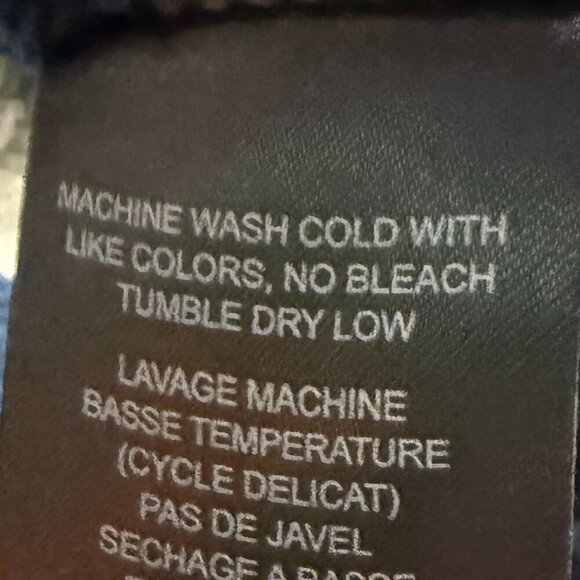 MACHINE WASH COLD WITH
LIKE COLORS, NO BLEACH
TUMBLE DRY LOW
LAVAGE MACHINE
BASSE TEMPERATURE
(CYCLE DELICAT)
PAS DE JAVEL
SECHAGE A BASSE